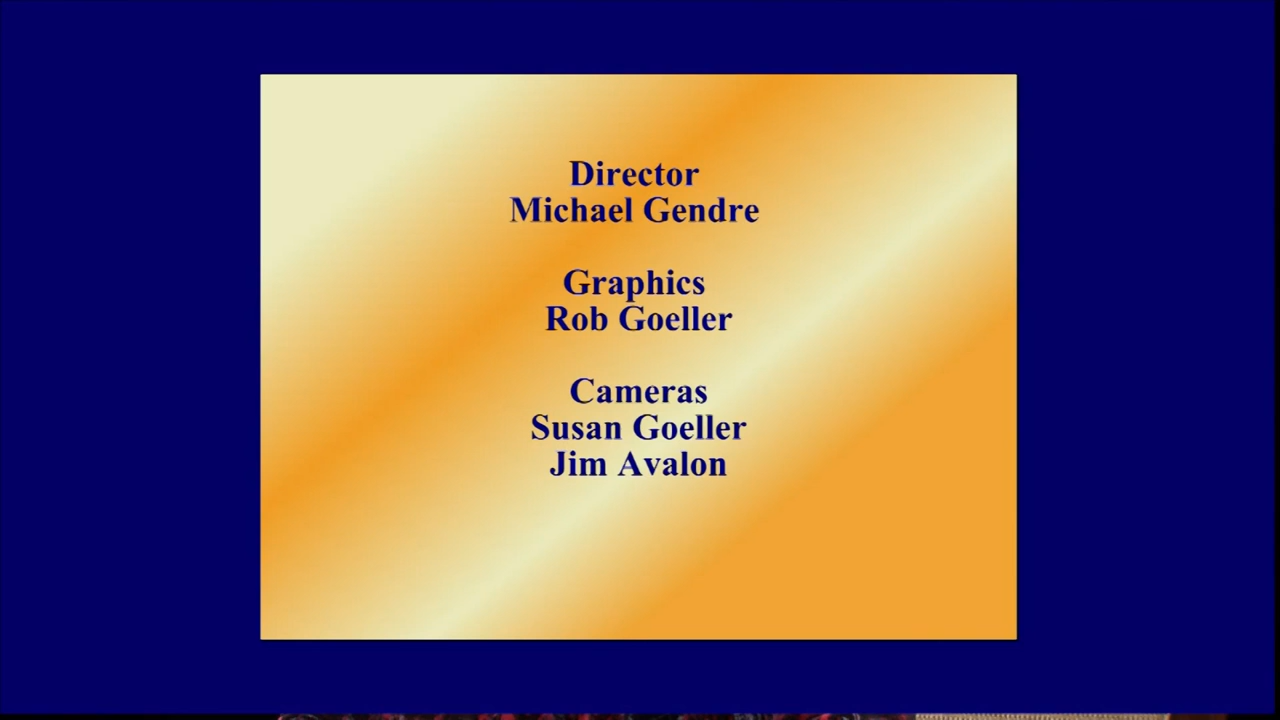 Director
Michael Gendre
Graphics
Rob Goeller
Cameras
Susan Goeller
Jim Avalon